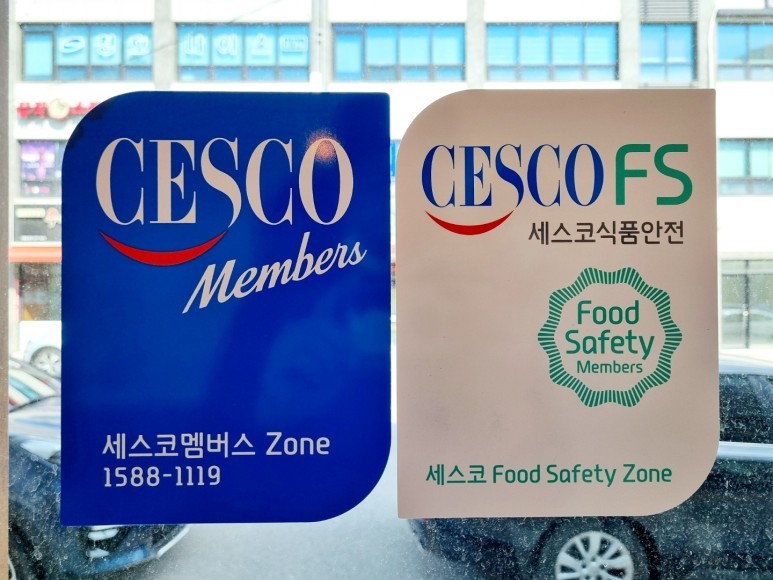 CESCO
Members
세스코멤버스 Zone
1588-1119
CESCO FS
세스코식품안전
Food
Safety
Members
세스코 Food Safety Zone